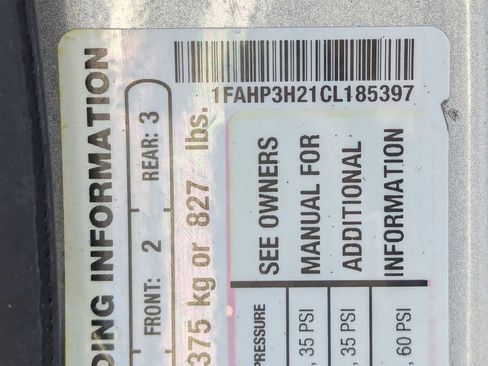 1FAHP3H21CL185397
DING INFORMATION
FRONT: 2 REAR: 3
375 kg or 827 lbs.
PRESSURE SEE OWNERS
, 35 PSI MANUAL FOR
, 35 PSI ADDITIONAL
, 60 PSI INFORMATION